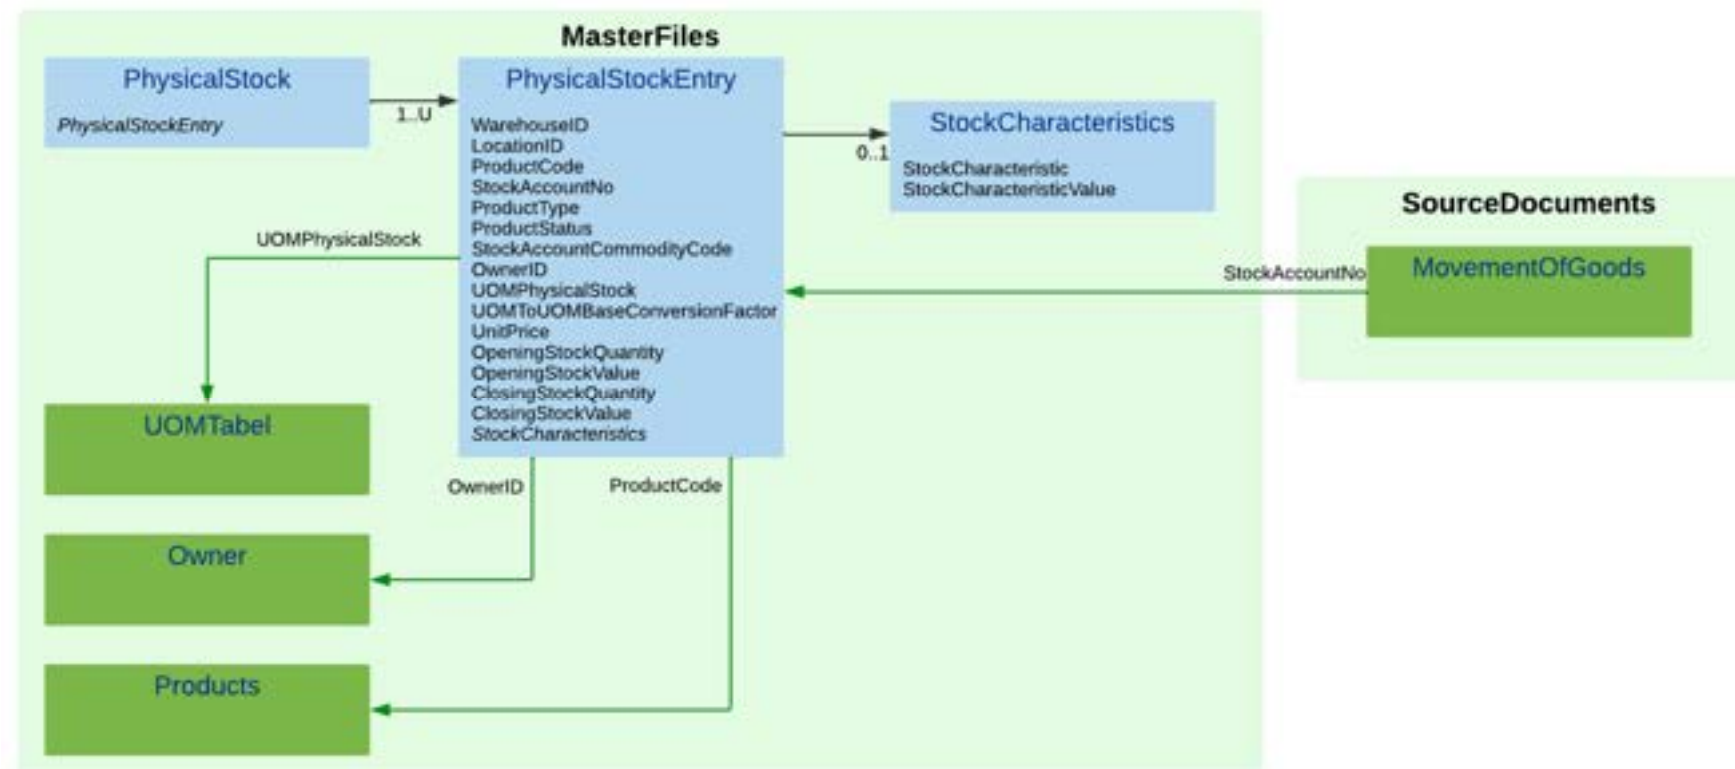 MasterFiles
PhysicalStock
PhysicalStockEntry
1..U
PhysicalStockEntry
WarehouseID
LocationID
ProductCode
StockAccountNo
ProductType
ProductStatus
StockAccountCommodityCode
OwnerID
UOMPhysicalStock
UOMToUOMBaseConversionFactor
UnitPrice
OpeningStockQuantity
OpeningStockValue
ClosingStockQuantity
ClosingStockValue
StockCharacteristics
0..1
StockCharacteristics
StockCharacteristic
StockCharacteristicValue
SourceDocuments
MovementOfGoods
StockAccountNo
UOMPhysicalStock
UOMTabel
OwnerID
ProductCode
Owner
Products